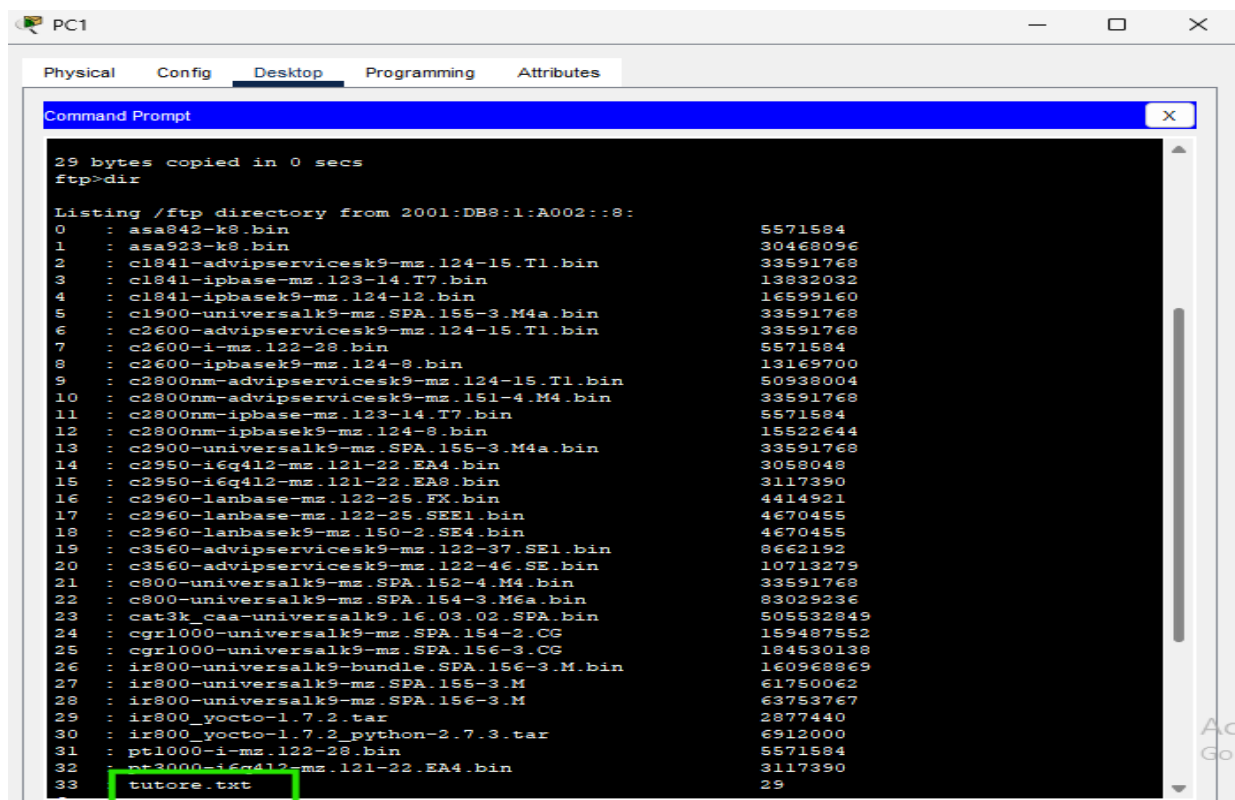 PC1
Physical Config Desktop Programming Attributes
Command Prompt
X
29 bytes copied in 0 secs
ftp>dir
Listing /ftp directory from 2001:DB8:1:A002::8:
0 : asa842-k8.bin 5571584
1 : asa923-k8.bin 30468096
2 : c1841-advipservicesk9-mz.124-15.T1.bin 33591768
3 : c1841-ipbase-mz.123-14.T7.bin 13832032
4 : c1841-ipbasek9-mz.124-12.bin 16599160
5 : c1900-universalk9-mz.SPA.155-3.M4a.bin 33591768
6 : c2600-advipservicesk9-mz.124-15.T1.bin 33591768
7 : c2600-i-mz.122-28.bin 5571584
8 : c2600-ipbasek9-mz.124-8.bin 13169700
9 : c2800nm-advipservicesk9-mz.124-15.T1.bin 50938004
10 : c2800nm-advipservicesk9-mz.151-4.M4.bin 33591768
11 : c2800nm-ipbase-mz.123-14.T7.bin 5571584
12 : c2800nm-ipbasek9-mz.124-8.bin 15522644
13 : c2900-universalk9-mz.SPA.155-3.M4a.bin 33591768
14 : c2950-i6q4l2-mz.121-22.EA4.bin 3058048
15 : c2950-i6q4l2-mz.121-22.EA8.bin 3117390
16 : c2960-lanbase-mz.122-25.FX.bin 4414921
17 : c2960-lanbase-mz.122-25.SEE1.bin 4670455
18 : c2960-lanbasek9-mz.150-2.SE4.bin 4670455
19 : c3560-advipservicesk9-mz.122-37.SE1.bin 8662192
20 : c3560-advipservicesk9-mz.122-46.SE.bin 10713279
21 : c800-universalk9-mz.SPA.152-4.M4.bin 33591768
22 : c800-universalk9-mz.SPA.154-3.M6a.bin 83029236
23 : cat3k_caa-universalk9.16.03.02.SPA.bin 505532849
24 : cgr1000-universalk9-mz.SPA.154-2.CG 159487552
25 : cgr1000-universalk9-mz.SPA.156-3.CG 184530138
26 : ir800-universalk9-bundle.SPA.156-3.M.bin 160968869
27 : ir800-universalk9-mz.SPA.155-3.M 61750062
28 : ir800-universalk9-mz.SPA.156-3.M 63753767
29 : ir800_yocto-1.7.2.tar 2877440
30 : ir800_yocto-1.7.2_python-2.7.3.tar 6912000
31 : pt1000-i-mz.122-28.bin 5571584
32 : pt3000-i6q4l2-mz.121-22.EA4.bin 3117390
33 : tutore.txt 29
Ac
Go